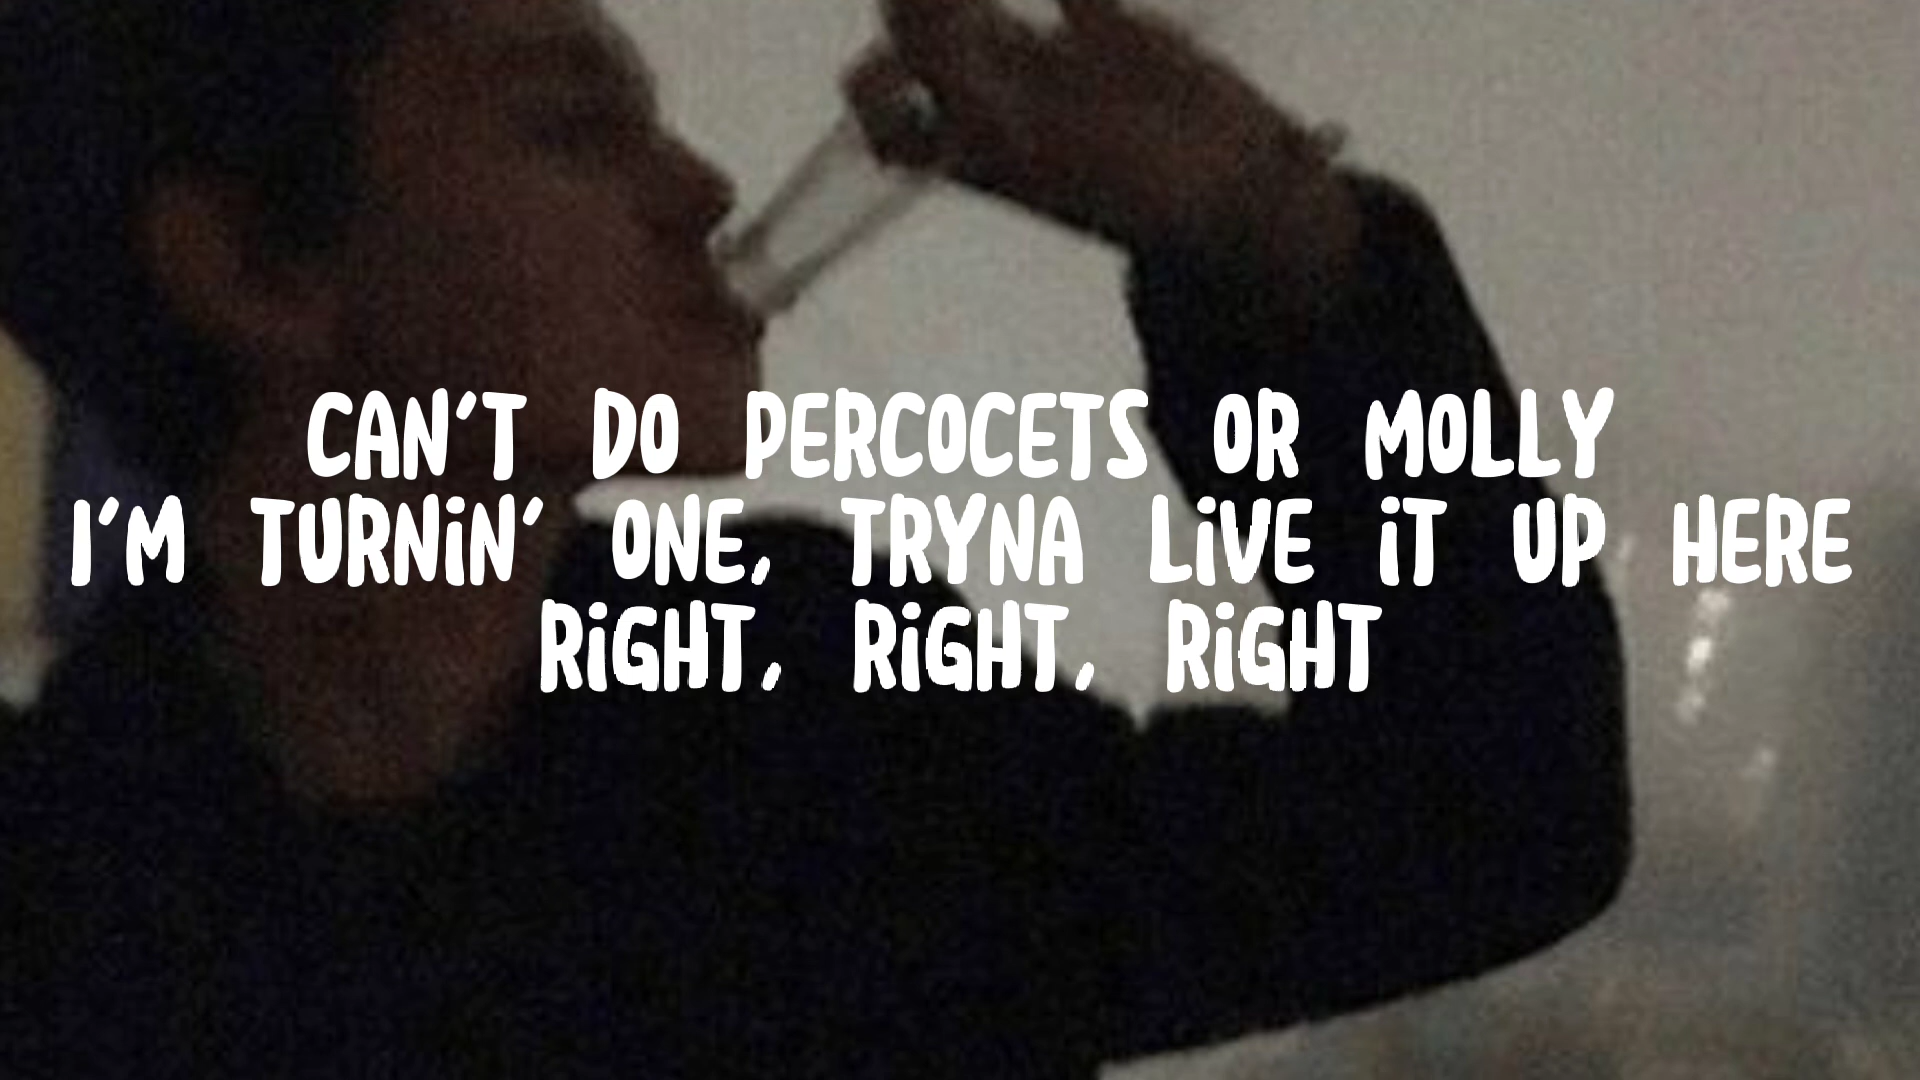 CAN'T DO PERCOCETS OR MOLLY
I'M TURNIN' ONE, TRYNA LIVE IT UP HERE
RIGHT, RIGHT, RIGHT